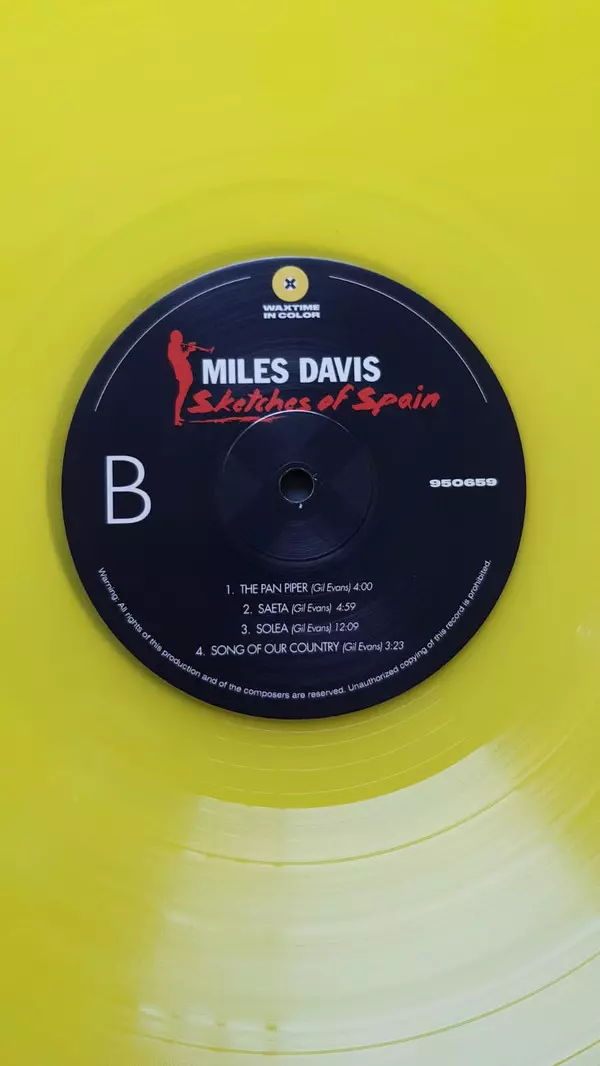 WAXTIME
IN COLOR
MILES DAVIS
Sketches of Spain
B
950659
1. THE PAN PIPER (Gil Evans) 4:00
2. SAETA (Gil Evans) 4:59
3. SOLEA (Gil Evans) 12:09
4. SONG OF OUR COUNTRY (Gil Evans) 3:23
Warning: All rights of this production and of the composers are reserved. Unauthorized copying of this record is prohibited.